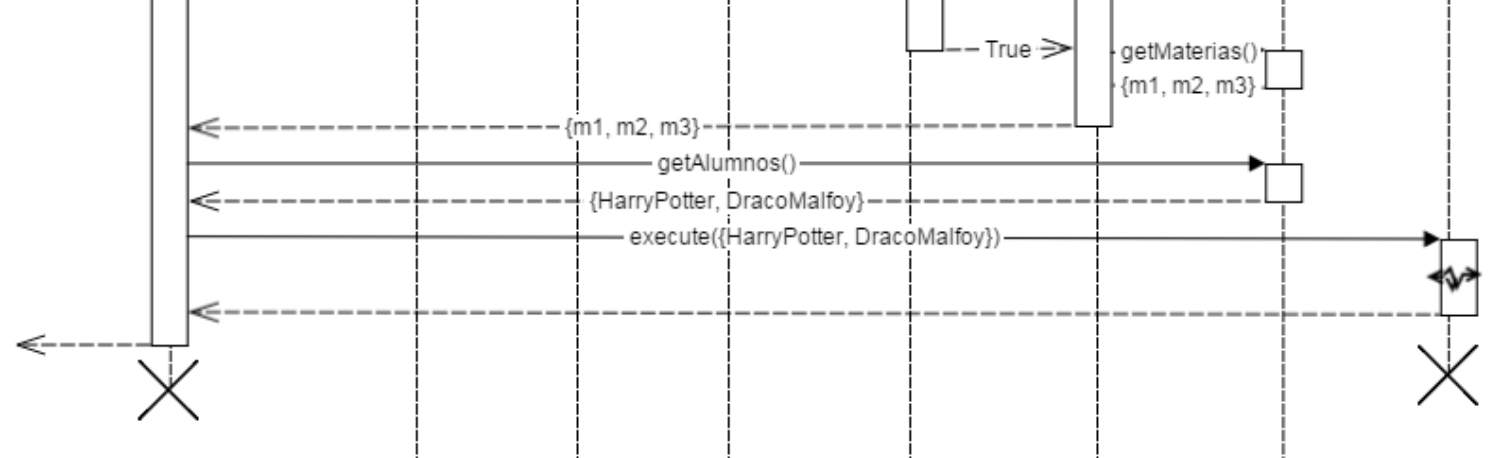 True
getMaterias()
{m1, m2, m3}
{m1, m2, m3}
getAlumnos()
{HarryPotter, DracoMalfoy}
execute({HarryPotter, DracoMalfoy})